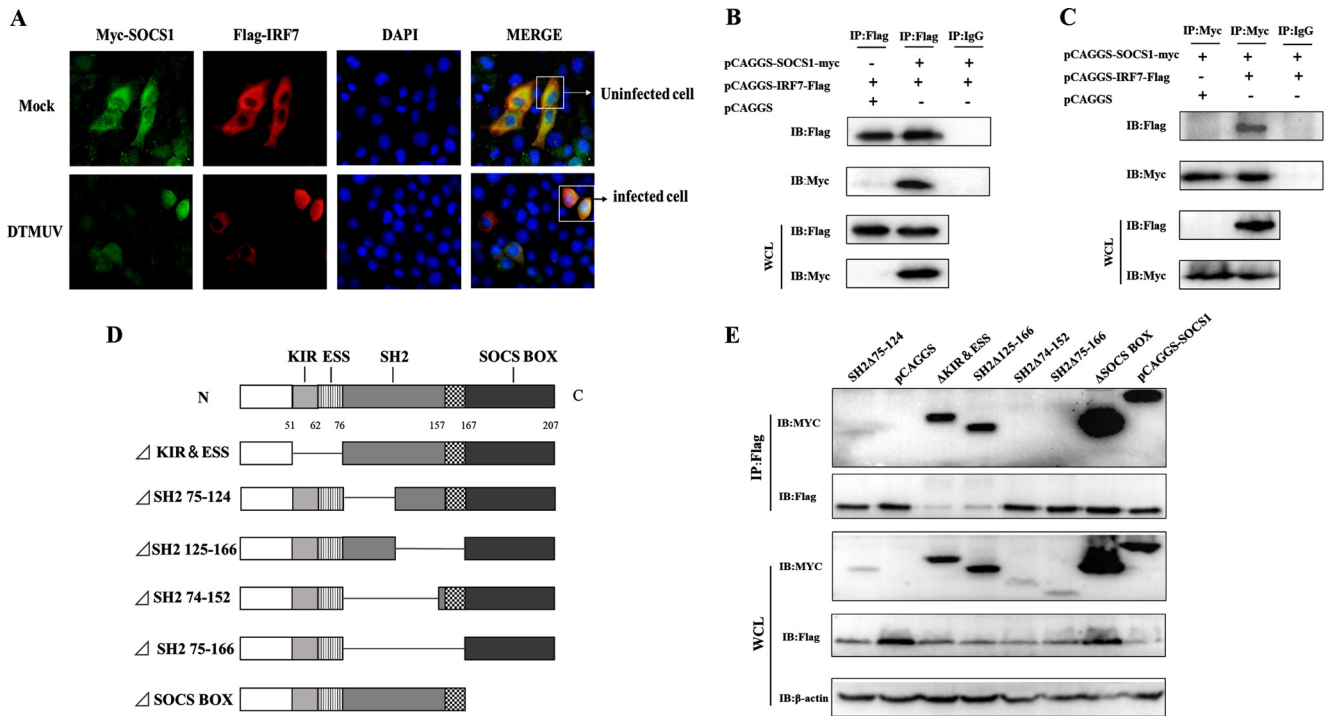 A
Myc-SOCS1 Flag-IRF7 DAPI MERGE
Mock
Uninfected cell
DTMUV
infected cell
B
IP:Flag IP:Flag IP:IgG
pCAGGS-SOCS1-myc - + +
pCAGGS-IRF7-Flag + + +
pCAGGS + - -
IB:Flag
IB:Myc
IB:Flag
IB:Myc
WCL
C
IP:Myc IP:Myc IP:IgG
pCAGGS-SOCS1-myc + + +
pCAGGS-IRF7-Flag - + +
pCAGGS + - -
IB:Flag
IB:Myc
IB:Flag
IB:Myc
WCL
D
KIR ESS SH2 SOCS BOX
N C
51 62 76 157 167 207
⊿ KIR & ESS
⊿ SH2 75-124
⊿ SH2 125-166
⊿ SH2 74-152
⊿ SH2 75-166
⊿ SOCS BOX
E
SH2Δ75-124
pCAGGS
ΔKIR & ESS
SH2Δ125-166
SH2Δ74-152
SH2Δ75-166
ΔSOCS BOX
pCAGGS-SOCS1
IP:Flag
IB:MYC
IB:Flag
WCL
IB:MYC
IB:Flag
IB:β-actin